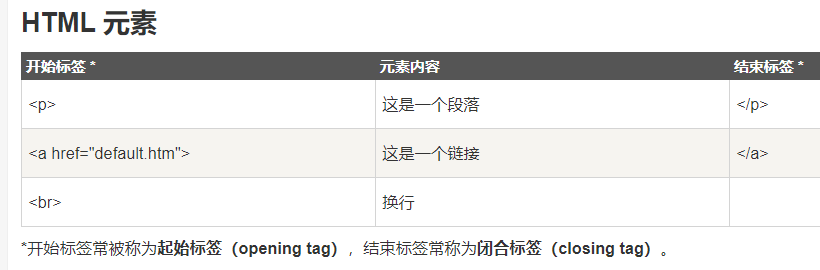 HTML 元素
开始标签 * 元素内容 结束标签 *
<p> 这是一个段落 </p>
<a href="default.htm"> 这是一个链接 </a>
<br> 换行
*开始标签常被称为起始标签（opening tag），结束标签常称为闭合标签（closing tag）。